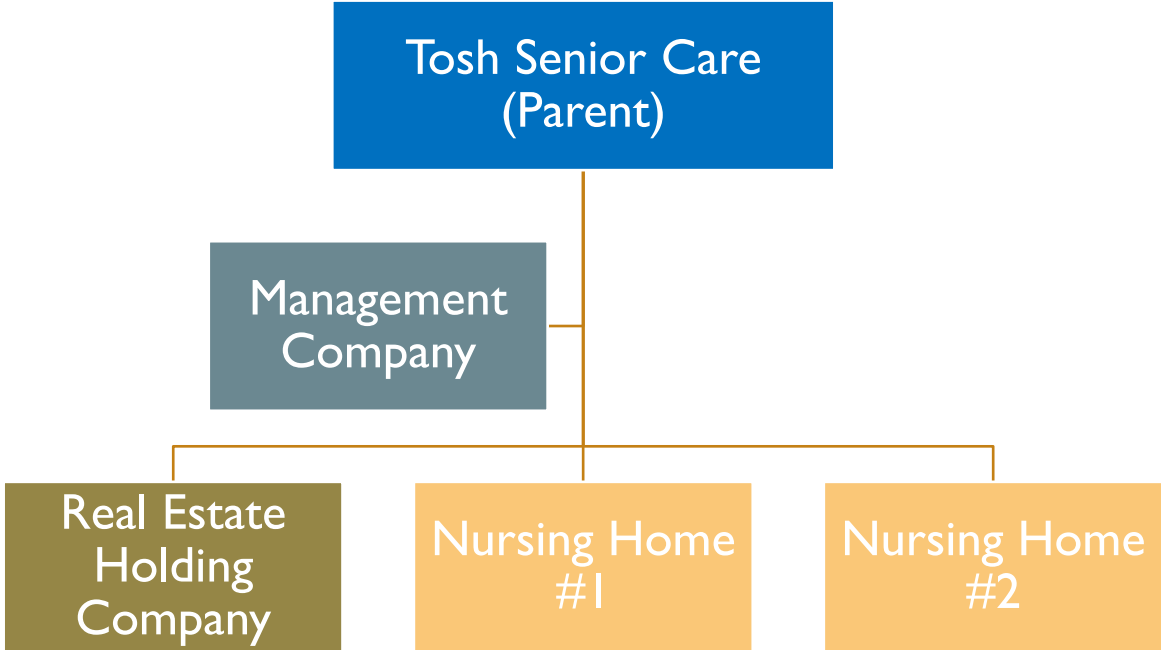 Tosh Senior Care
(Parent)
Management
Company
Real Estate
Holding
Company
Nursing Home
#1
Nursing Home
#2